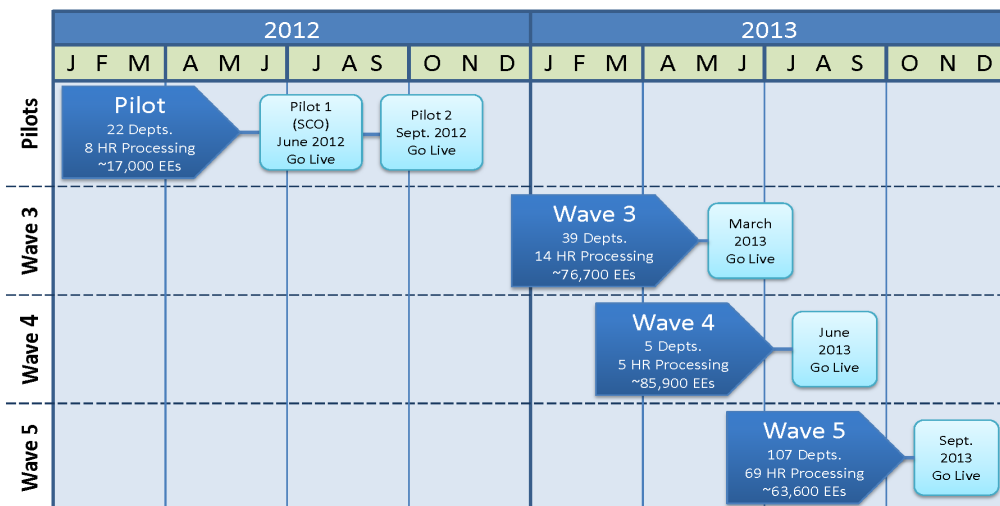 2012 2013
J F M A M J J A S O N D J F M A M J J A S O N D
Pilots
Pilot
22 Depts.
8 HR Processing
~17,000 EEs
Pilot 1
(SCO)
June 2012
Go Live
Pilot 2
Sept. 2012
Go Live
Wave 3
Wave 3
39 Depts.
14 HR Processing
~76,700 EEs
March
2013
Go Live
Wave 4
Wave 4
5 Depts.
5 HR Processing
~85,900 EEs
June
2013
Go Live
Wave 5
Wave 5
107 Depts.
69 HR Processing
~63,600 EEs
Sept.
2013
Go Live